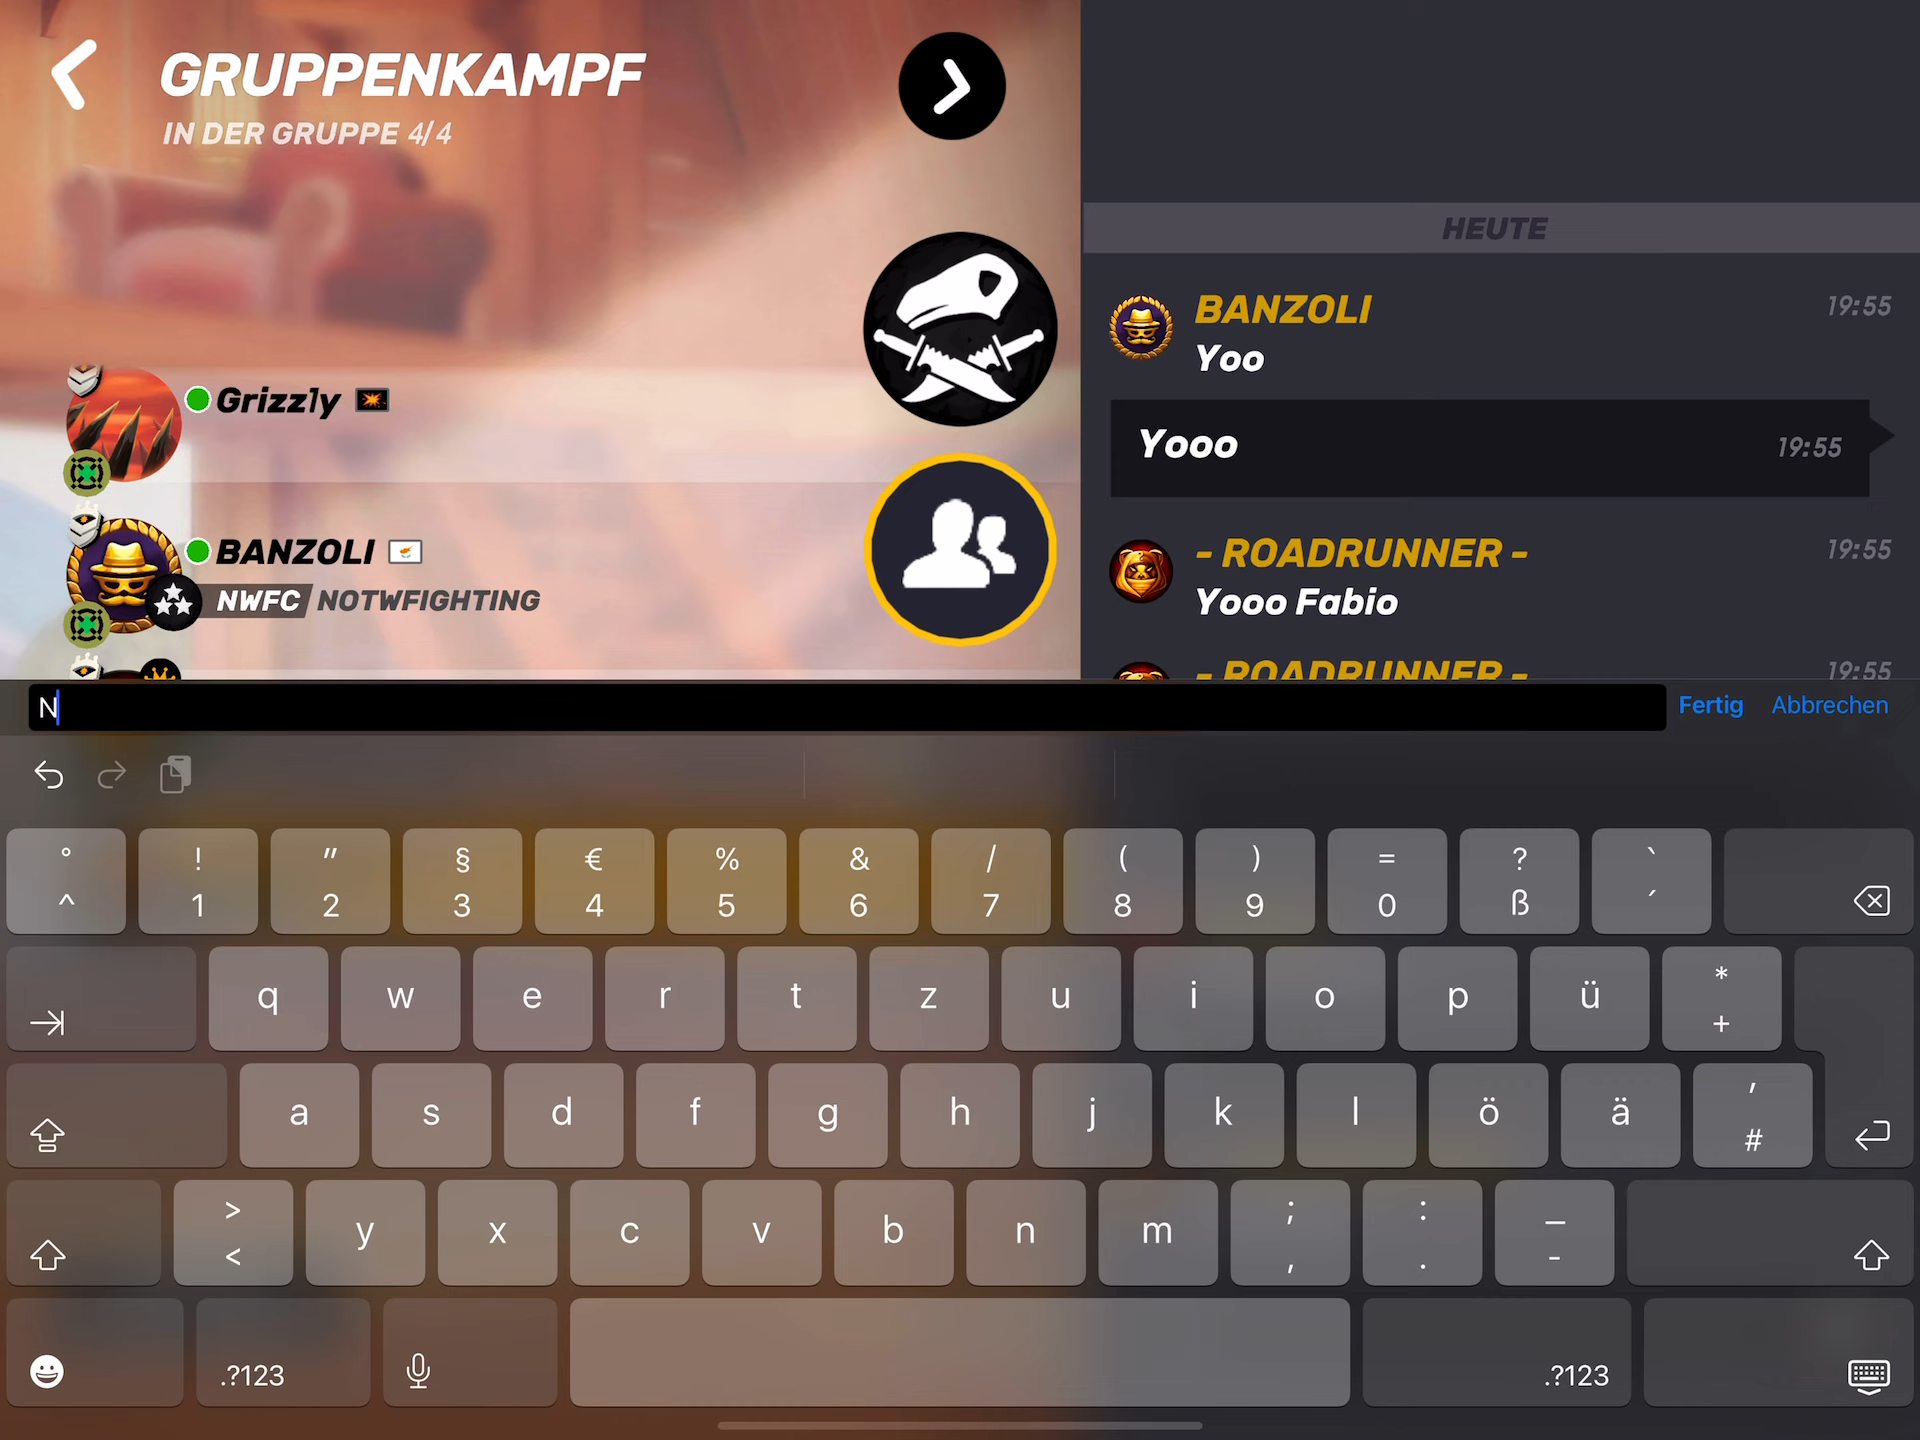 GRUPPENKAMPF
IN DER GRUPPE 4/4
Grizzly
BANZOLI
NWFC NOTWFIGHTING
HEUTE
BANZOLI 19:55
Yoo
Yooo 19:55
- ROADRUNNER - 19:55
Yooo Fabio
- ROADRUNNER - 19:55
N Fertig Abbrechen
° ! " § € % & / ( ) = ? `
^ 1 2 3 4 5 6 7 8 9 0 ß ´
q w e r t z u i o p ü * +
a s d f g h j k l ö ä ' #
> < y x c v b n m ; , : . _ -
.?123 .?123